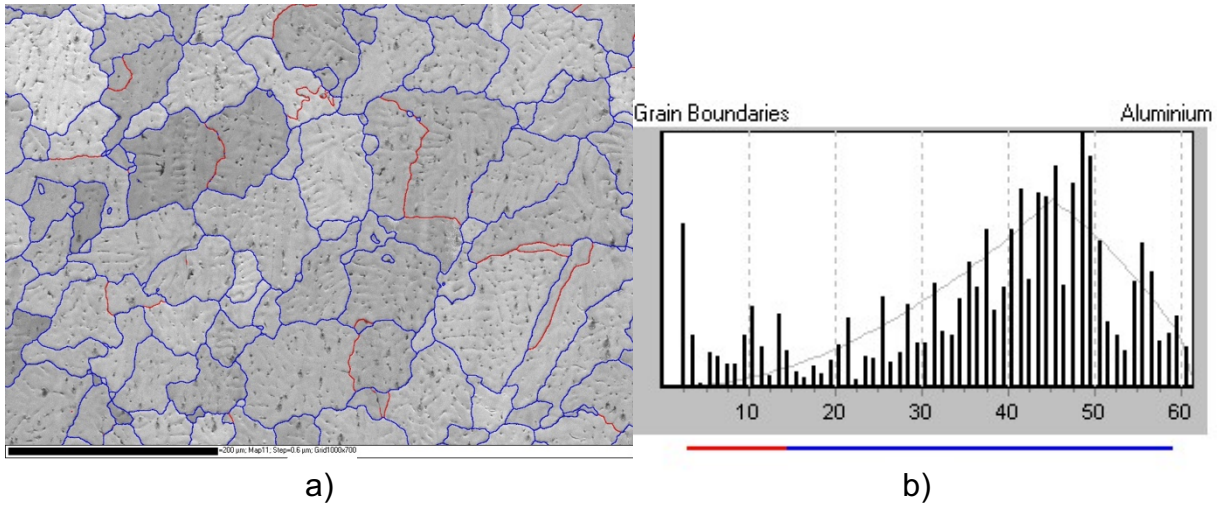 Grain Boundaries
Aluminium
10 20 30 40 50 60
=200 µm; Map11; Step=0.6 µm; Grid1000x700
a)
b)